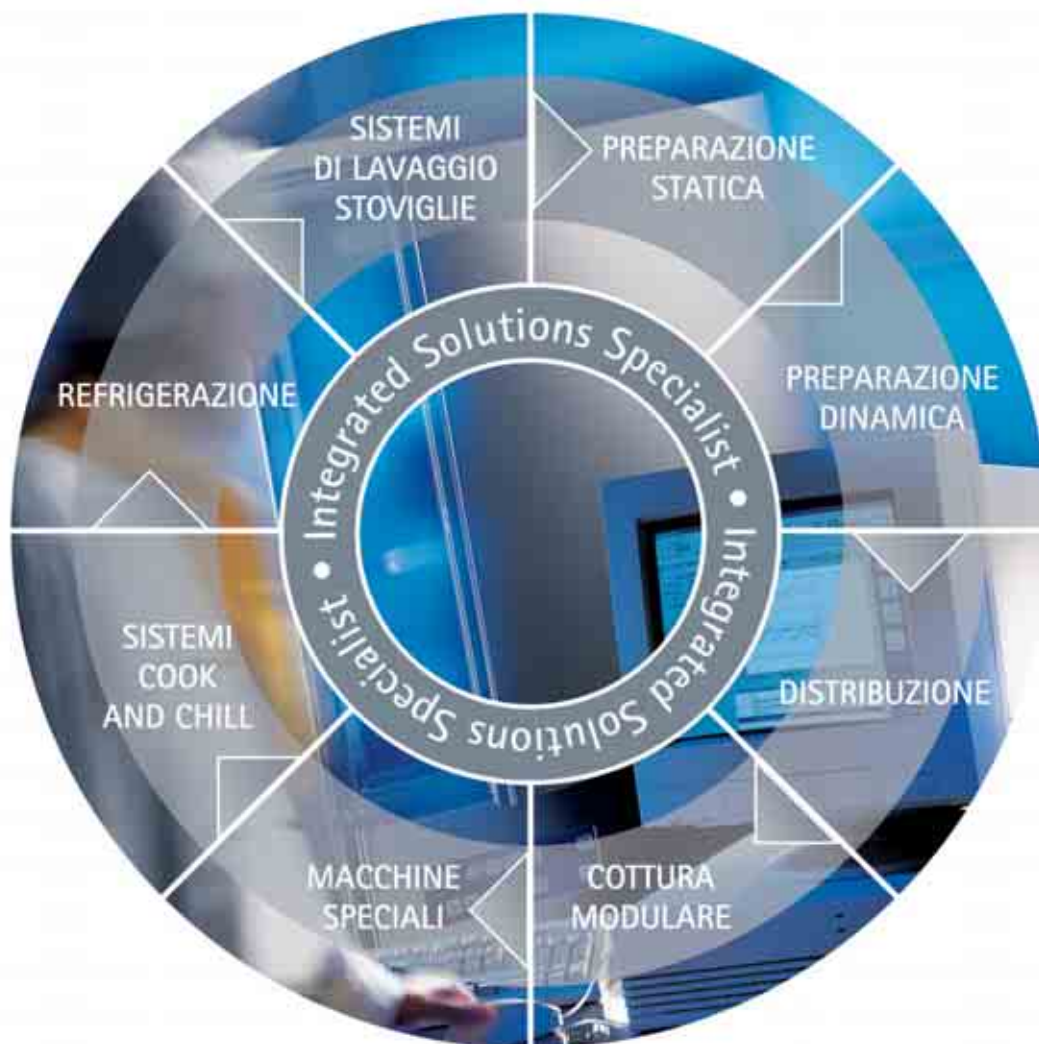 SISTEMI
DI LAVAGGIO
STOVIGLIE
PREPARAZIONE
STATICA
PREPARAZIONE
DINAMICA
DISTRIBUZIONE
COTTURA
MODULARE
MACCHINE
SPECIALI
SISTEMI
COOK
AND CHILL
REFRIGERAZIONE
Integrated Solutions Specialist • Integrated Solutions Specialist •